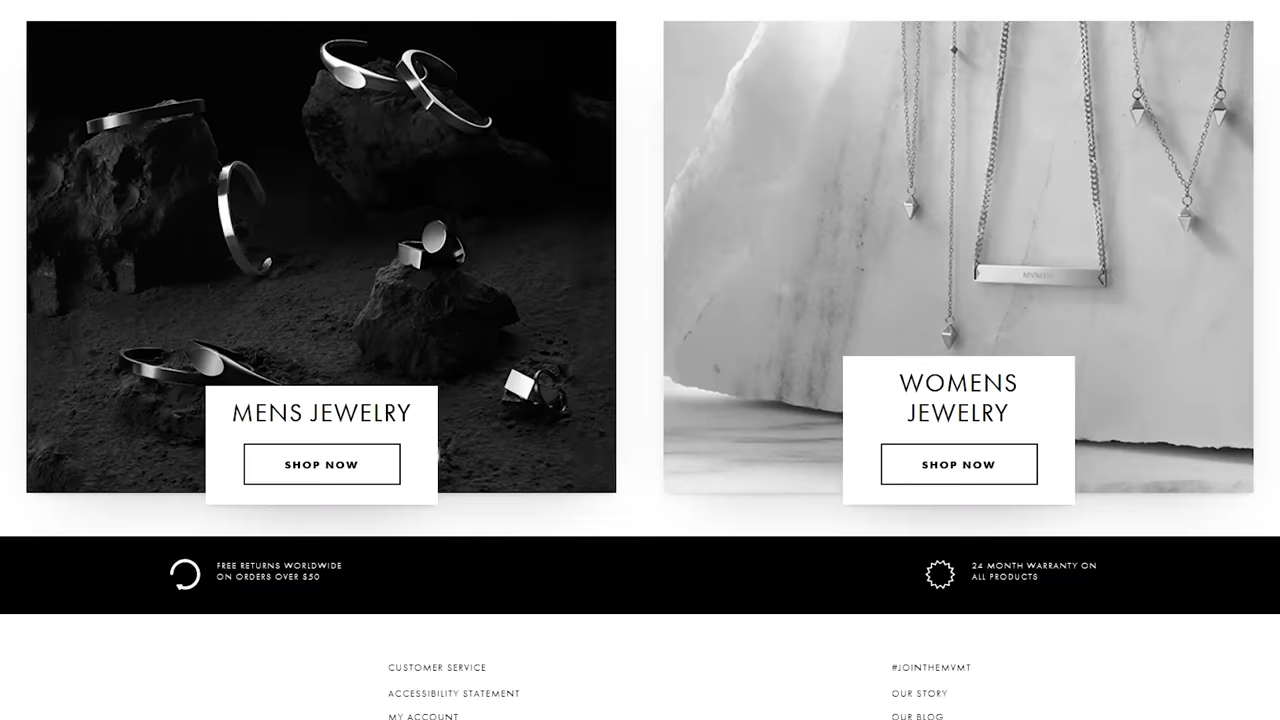 MENS JEWELRY
SHOP NOW
WOMENS
JEWELRY
SHOP NOW
FREE RETURNS WORLDWIDE
ON ORDERS OVER $50
24 MONTH WARRANTY ON
ALL PRODUCTS
CUSTOMER SERVICE
ACCESSIBILITY STATEMENT
MY ACCOUNT
#JOINTHEMVMT
OUR STORY
OUR BLOG